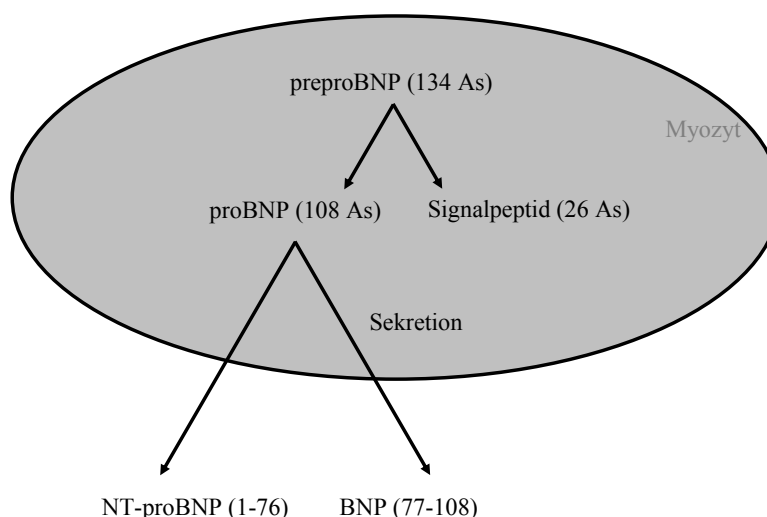 preproBNP (134 As)
Myozyt
proBNP (108 As)
Signalpeptid (26 As)
Sekretion
NT-proBNP (1-76)
BNP (77-108)